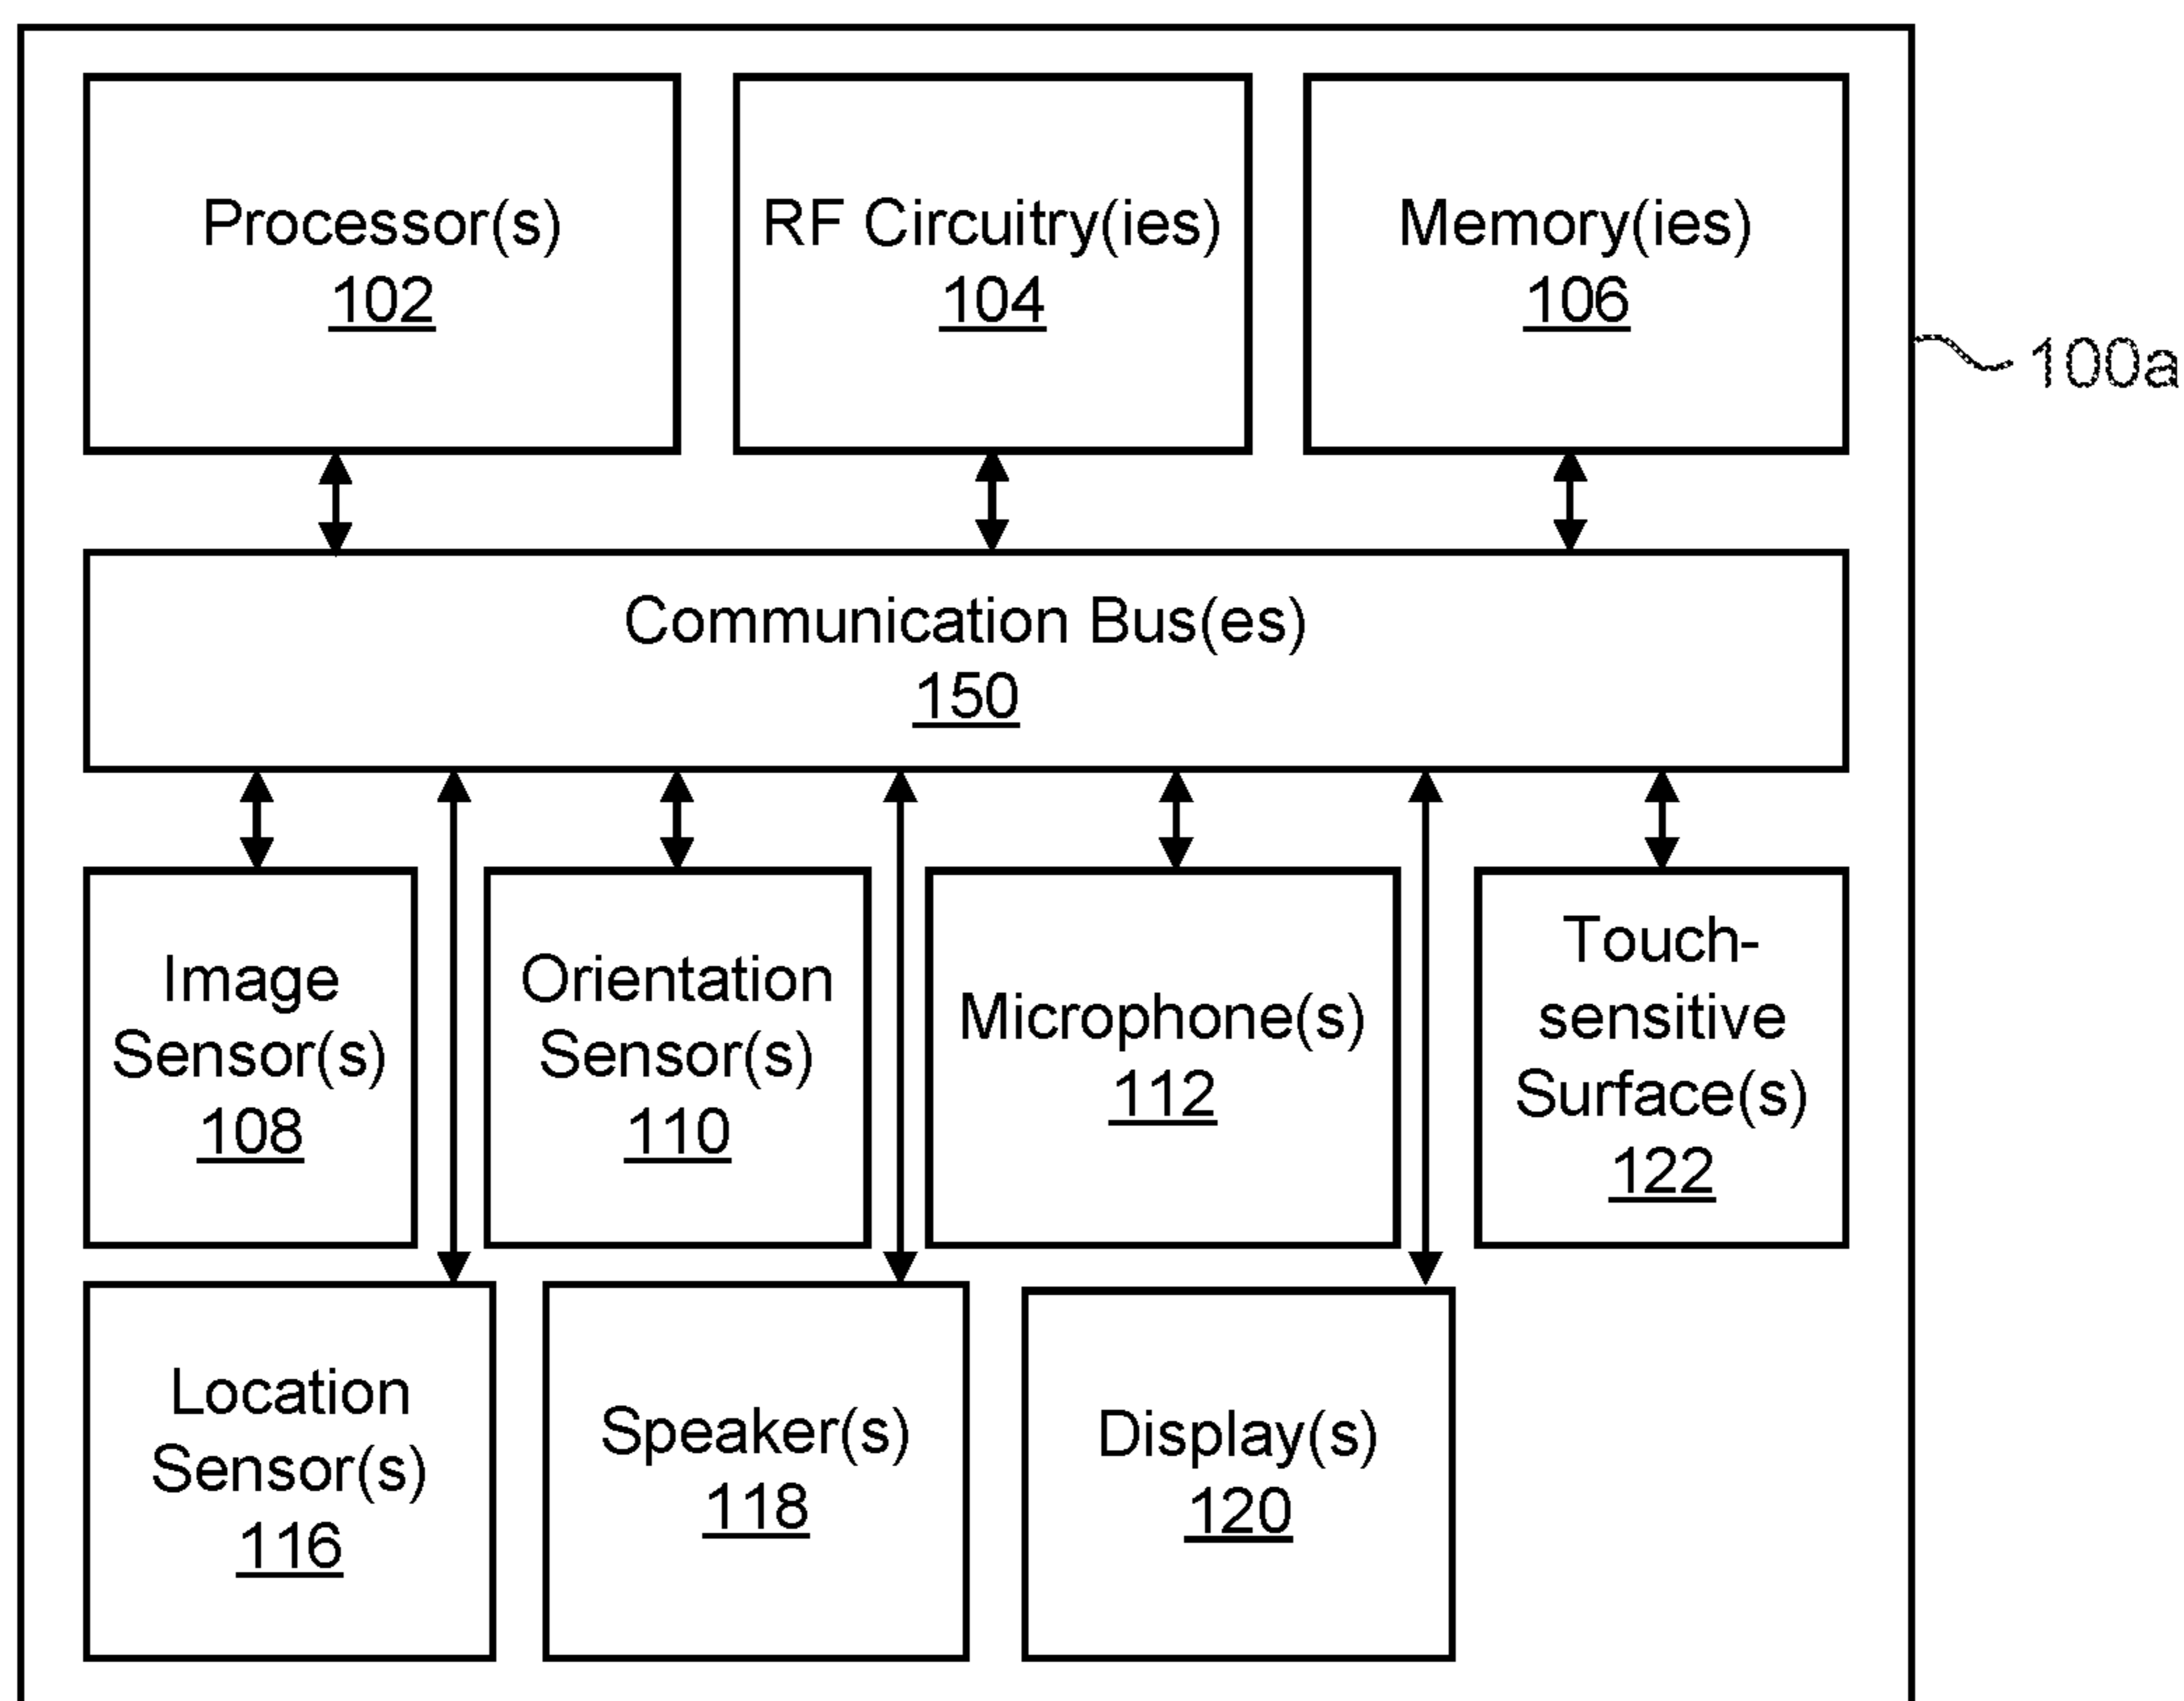 Processor(s)
102
RF Circuitry(ies)
104
Memory(ies)
106
100a
Communication Bus(es)
150
Image
Sensor(s)
108
Orientation
Sensor(s)
110
Microphone(s)
112
Touch-
sensitive
Surface(s)
122
Location
Sensor(s)
116
Speaker(s)
118
Display(s)
120